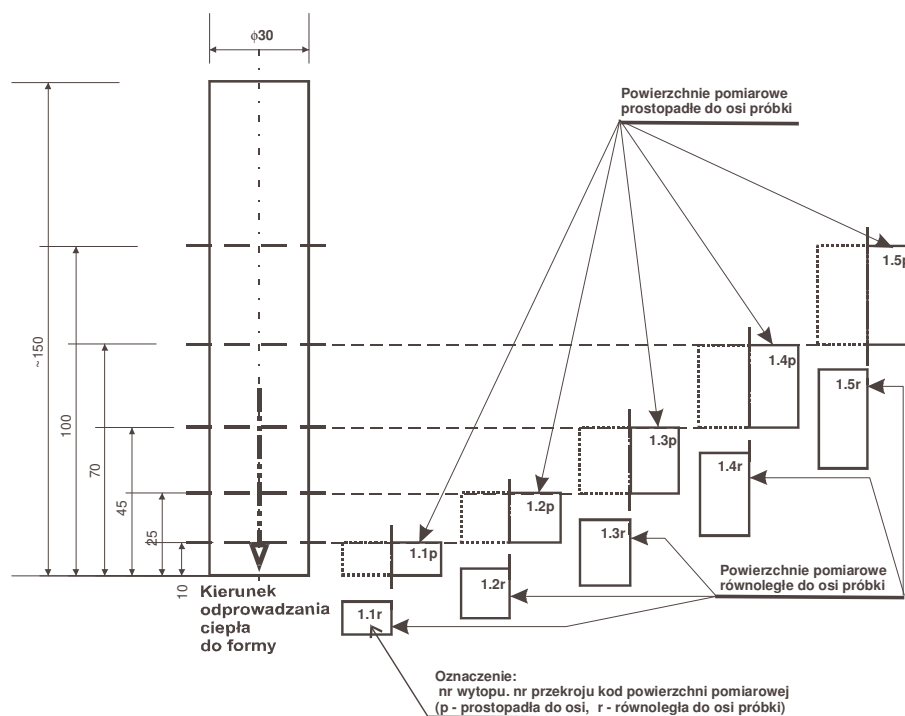 ϕ30
Powierzchnie pomiarowe
prostopadłe do osi próbki
1.5p
~150
100
70
45
25
10
1.4p
1.5r
1.3p
1.4r
1.2p
1.3r
1.1p
1.2r
1.1r
Powierzchnie pomiarowe
równoległe do osi próbki
Kierunek
odprowadzania
ciepła
do formy
Oznaczenie:
nr wytopu. nr przekroju kod powierzchni pomiarowej
(p - prostopadła do osi, r - równoległa do osi próbki)